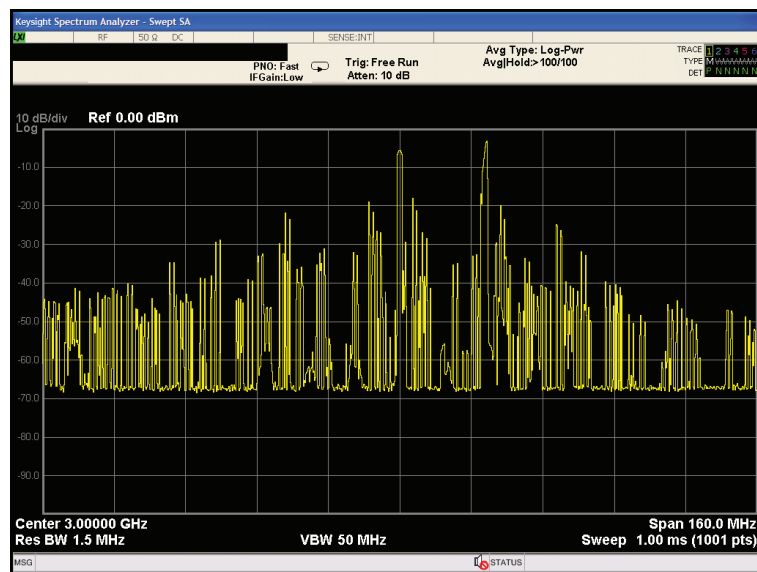 Keysight Spectrum Analyzer - Swept SA
LXI RF 50 Ω DC SENSE:INT
PNO: Fast
IFGain:Low
Trig: Free Run
Atten: 10 dB
Avg Type: Log-Pwr
Avg|Hold:>100/100
TRACE 1 2 3 4 5 6
TYPE M
DET P N N N N N
10 dB/div Ref 0.00 dBm
Log
-10.0
-20.0
-30.0
-40.0
-50.0
-60.0
-70.0
-80.0
-90.0
Center 3.00000 GHz Span 160.0 MHz
Res BW 1.5 MHz VBW 50 MHz Sweep 1.00 ms (1001 pts)
MSG STATUS